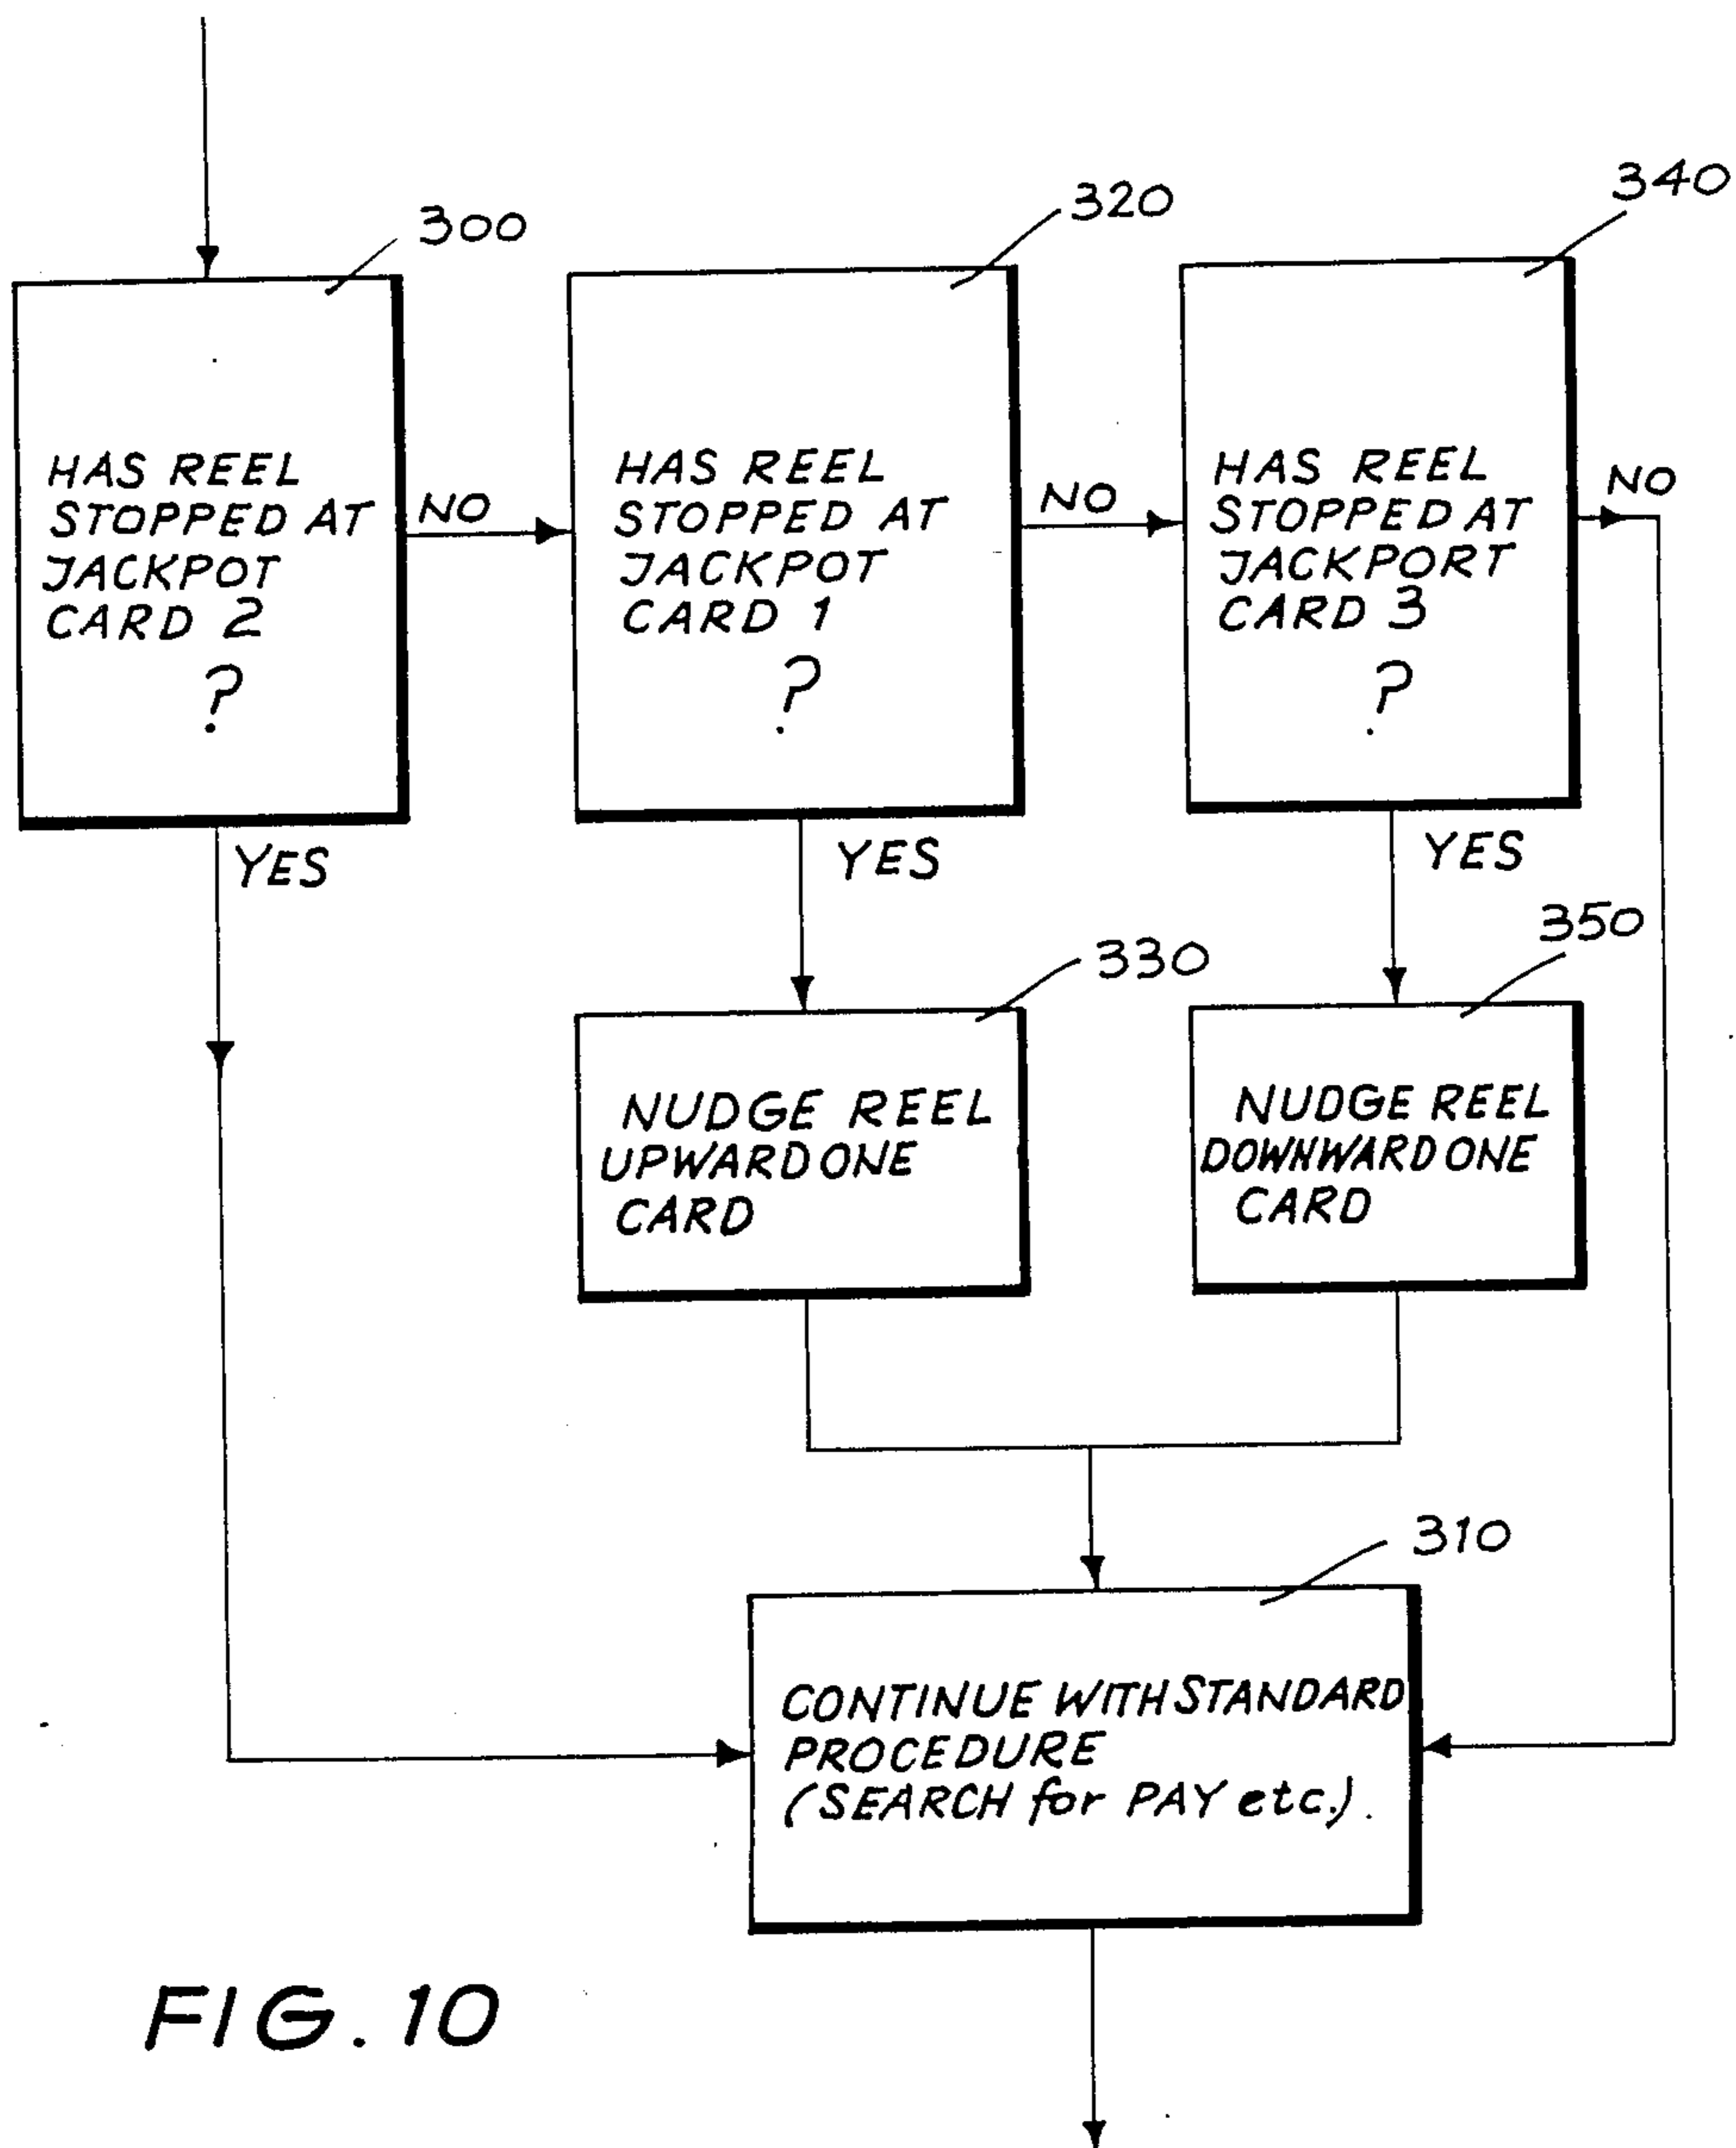 300
HAS REEL
STOPPED AT
JACKPOT
CARD 2
?
NO
YES
320
HAS REEL
STOPPED AT
JACKPOT
CARD 1
?
NO
YES
340
HAS REEL
STOPPED AT
JACKPORT
CARD 3
?
NO
YES
330
NUDGE REEL
UPWARD ONE
CARD
350
NUDGE REEL
DOWNWARD ONE
CARD
310
CONTINUE WITH STANDARD
PROCEDURE
(SEARCH for PAY etc.).
FIG. 10